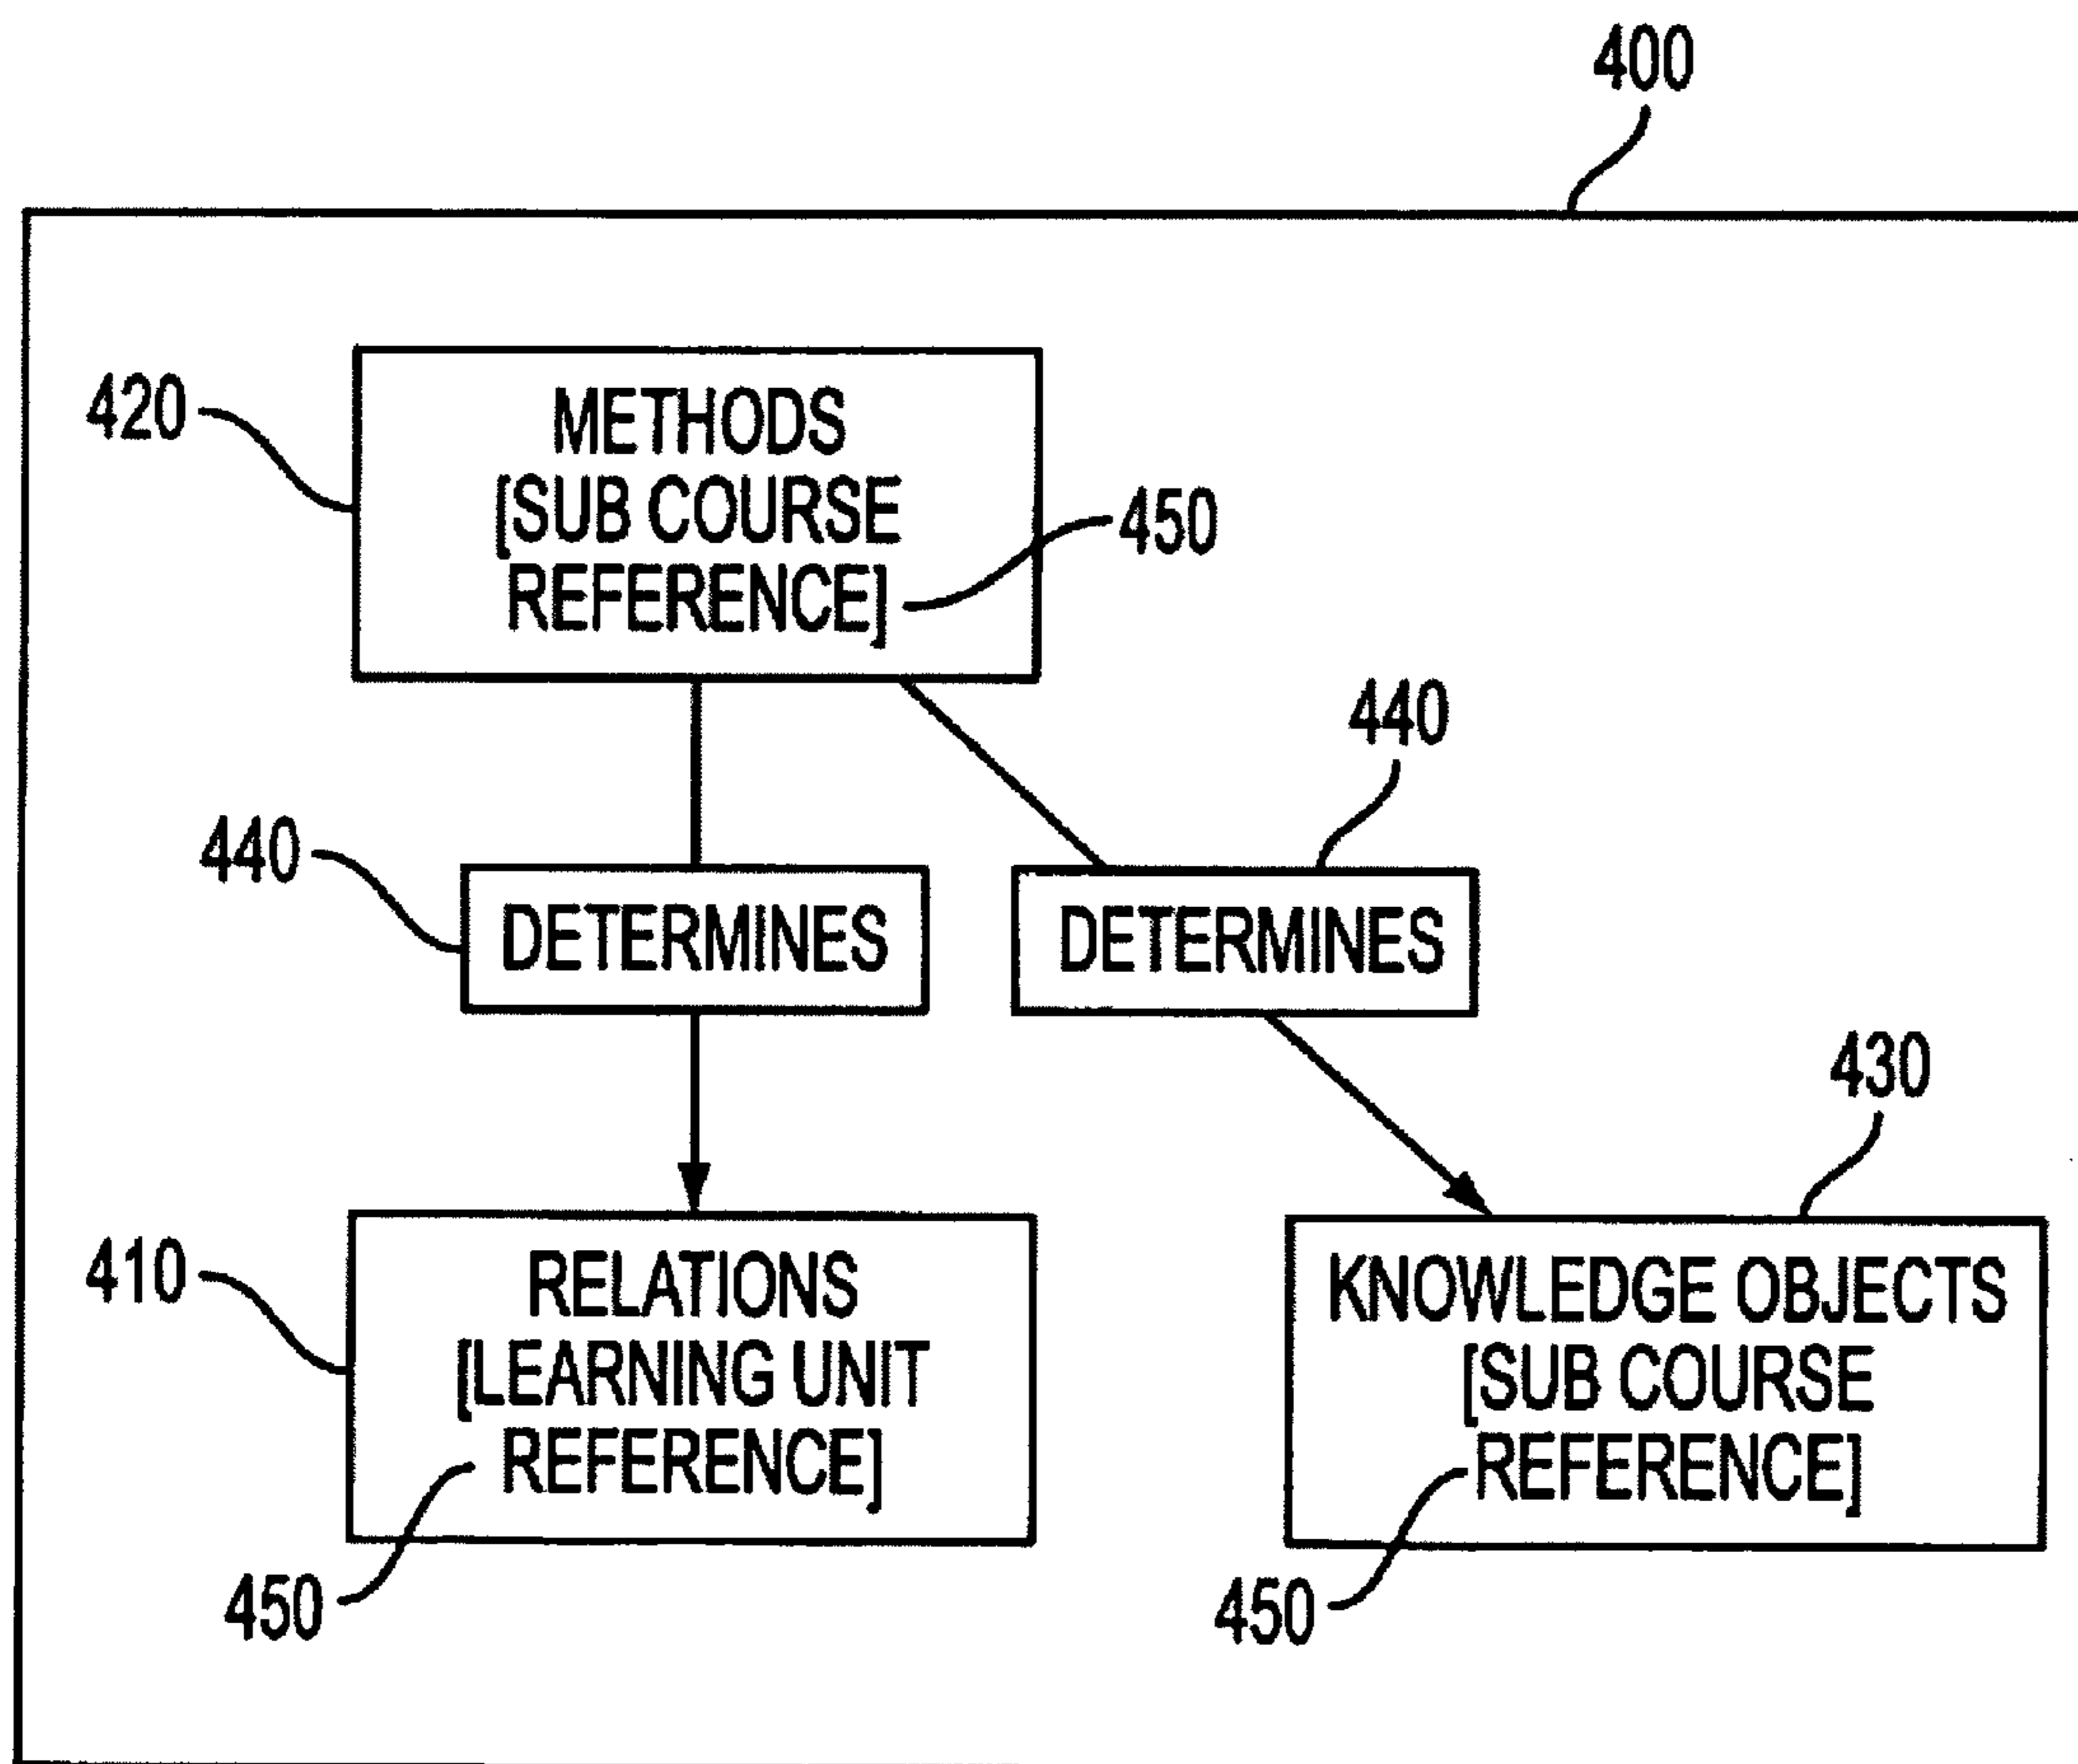 400
420
METHODS
[SUB COURSE
REFERENCE]
450
440
440
DETERMINES
DETERMINES
430
410
RELATIONS
[LEARNING UNIT
REFERENCE]
450
KNOWLEDGE OBJECTS
[SUB COURSE
REFERENCE]
450